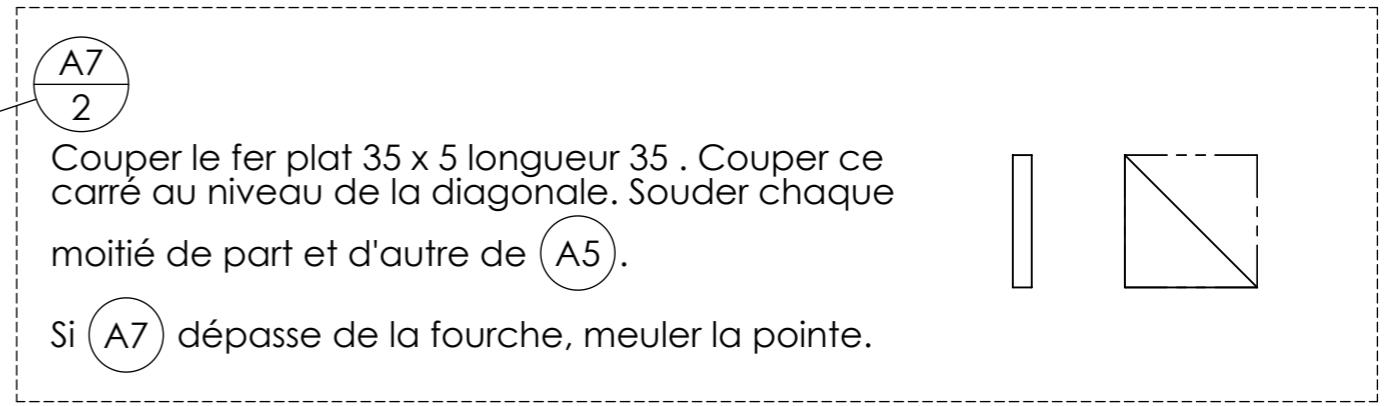 A7
2
Couper le fer plat 35 x 5 longueur 35 . Couper ce
carré au niveau de la diagonale. Souder chaque
moitié de part et d'autre de A5.
Si A7 dépasse de la fourche, meuler la pointe.